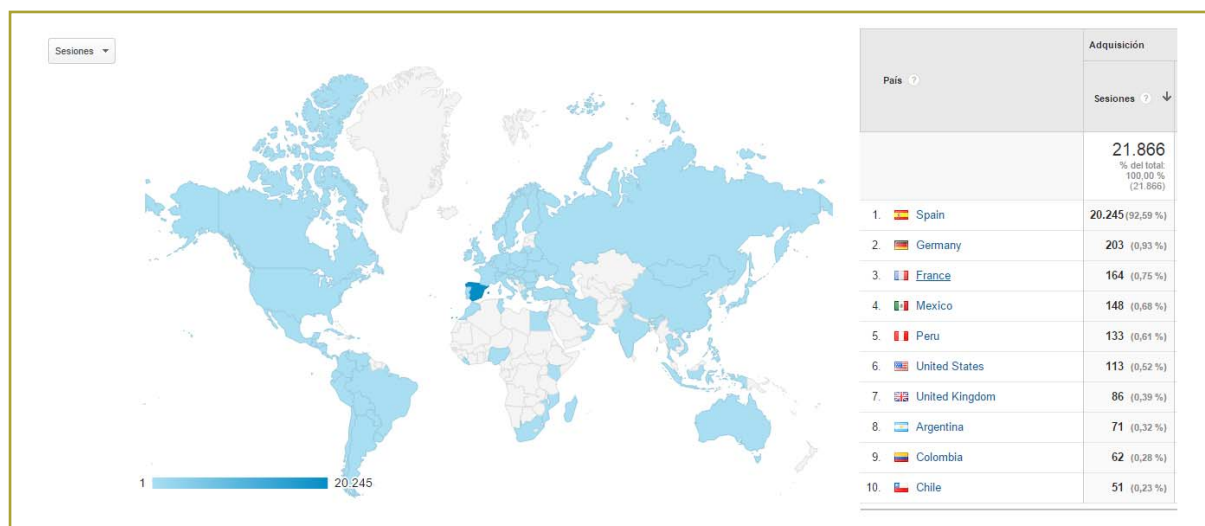 Sesiones
1 20.245
País ?
Adquisición
Sesiones ?
21.866
% del total:
100,00 %
(21.866)
1. Spain 20.245 (92,59 %)
2. Germany 203 (0,93 %)
3. France 164 (0,75 %)
4. Mexico 148 (0,68 %)
5. Peru 133 (0,61 %)
6. United States 113 (0,52 %)
7. United Kingdom 86 (0,39 %)
8. Argentina 71 (0,32 %)
9. Colombia 62 (0,28 %)
10. Chile 51 (0,23 %)